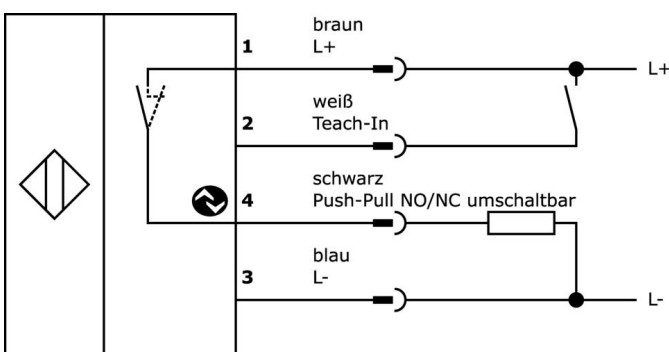 braun
1 L+
L+
weiß
2 Teach-In
schwarz
4 Push-Pull NO/NC umschaltbar
blau
3 L-
L-